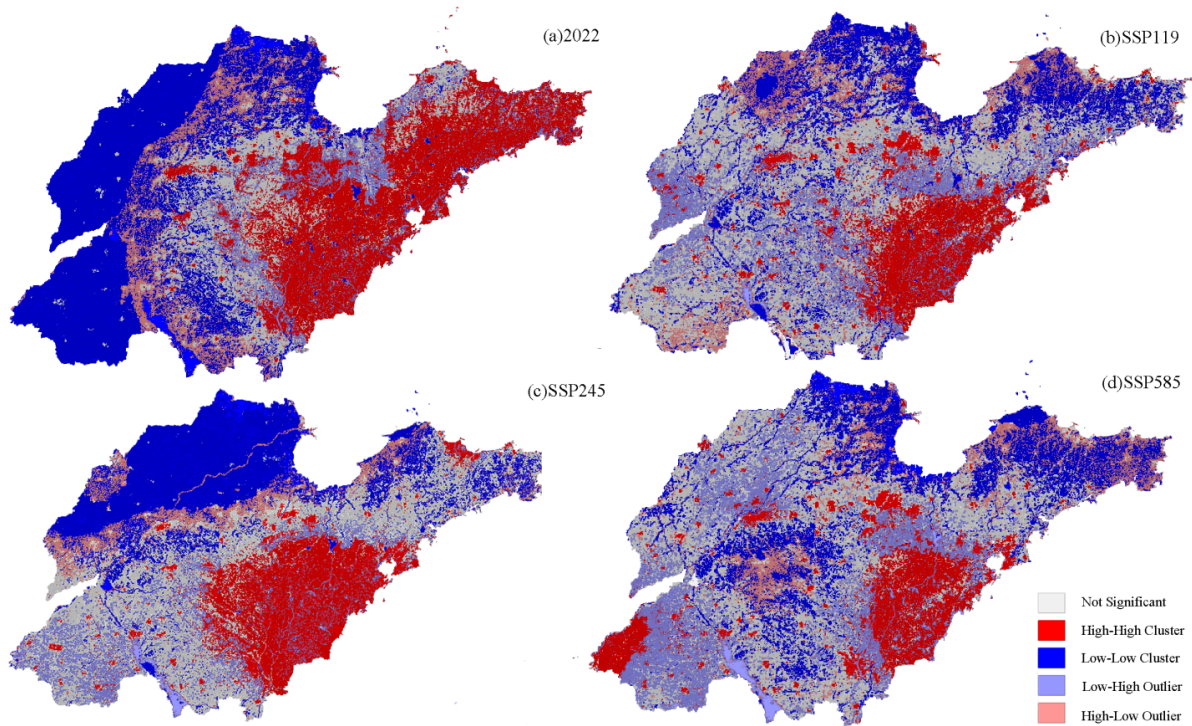 (a)2022
(b)SSP119
(c)SSP245
(d)SSP585
Not Significant
High-High Cluster
Low-Low Cluster
Low-High Outlier
High-Low Outlier